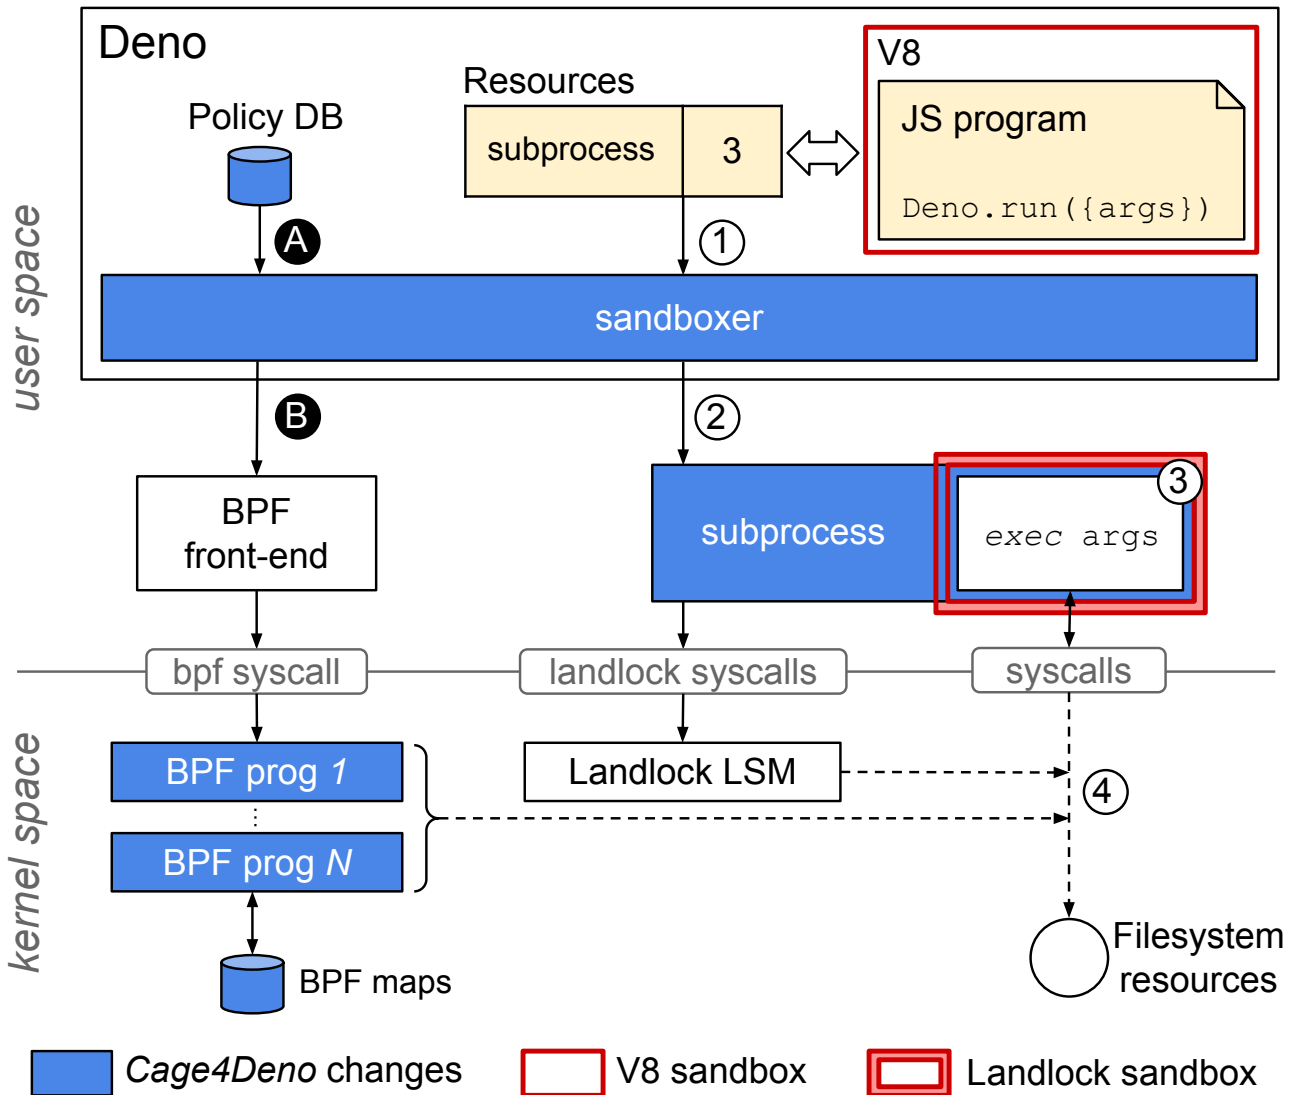 Deno
V8
Resources
Policy DB
JS program
subprocess
3
Deno.run({args})
A
1
sandboxer
user space
B
2
3
BPF
front-end
subprocess
exec args
bpf syscall
landlock syscalls
syscalls
kernel space
BPF prog 1
Landlock LSM
4
BPF prog N
Filesystem
resources
BPF maps
Cage4Deno changes
V8 sandbox
Landlock sandbox